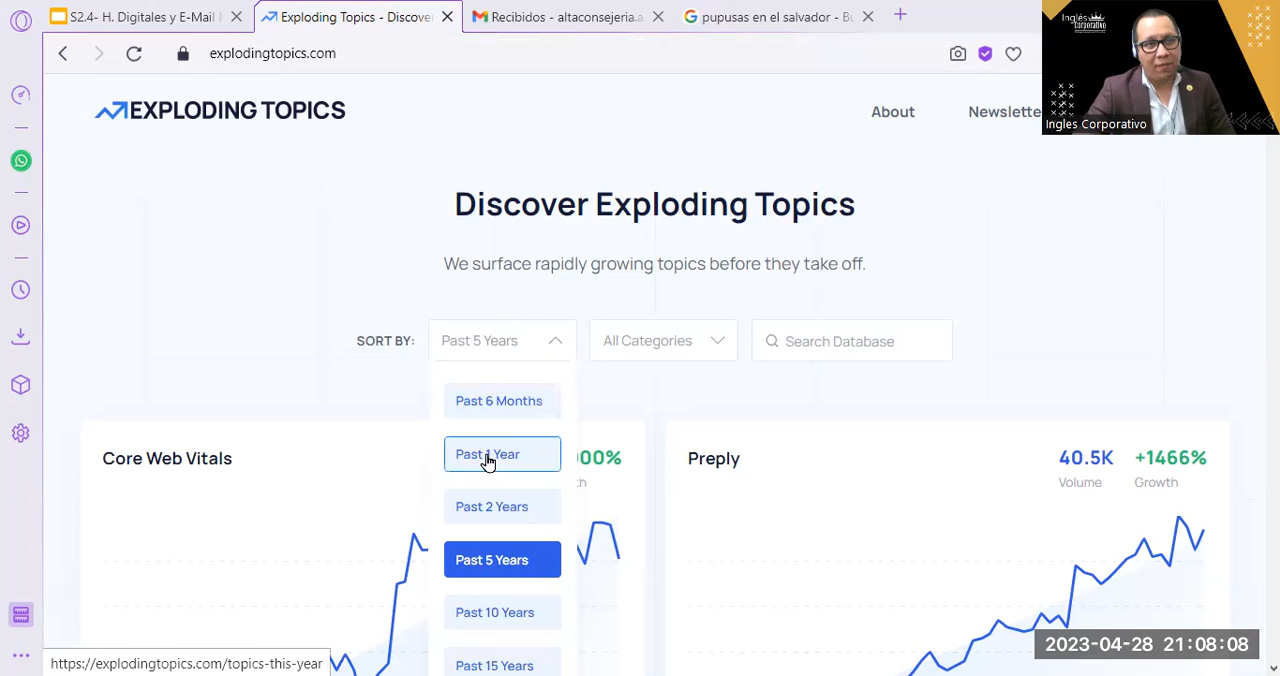 S2.4- H. Digitales y E-Mail
Exploding Topics - Discover
Recibidos - altaconsejeria.a
pupusas en el salvador - Bu
explodingtopics.com
Inglés
Corporativo
Ingles Corporativo
EXPLODING TOPICS
About
Newslette
Discover Exploding Topics
We surface rapidly growing topics before they take off.
SORT BY:
Past 5 Years
All Categories
Search Database
Past 6 Months
Past 1 Year
Past 2 Years
Past 5 Years
Past 10 Years
Past 15 Years
Core Web Vitals
00%
th
Preply
40.5K
Volume
+1466%
Growth
2023-04-28 21:08:08
https://explodingtopics.com/topics-this-year